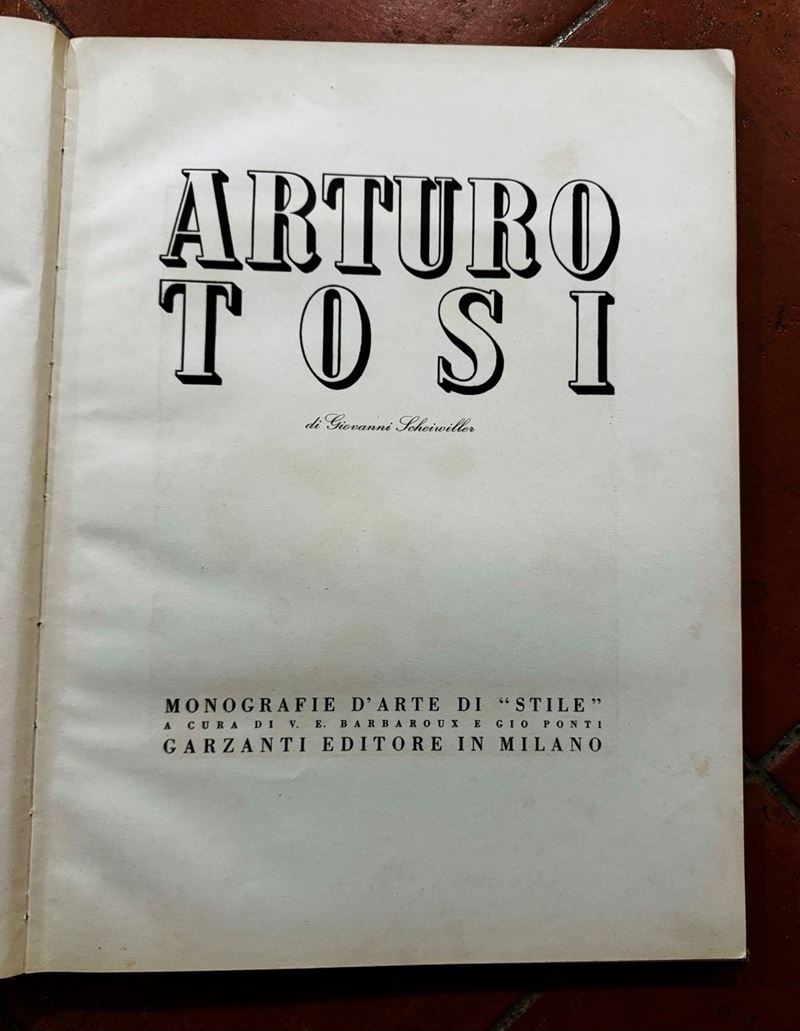 ARTURO
TOSI
di Giovanni Scheiwiller
MONOGRAFIE D'ARTE DI “STILE”
A CURA DI V. E. BARBAROUX E GIO PONTI
GARZANTI EDITORE IN MILANO